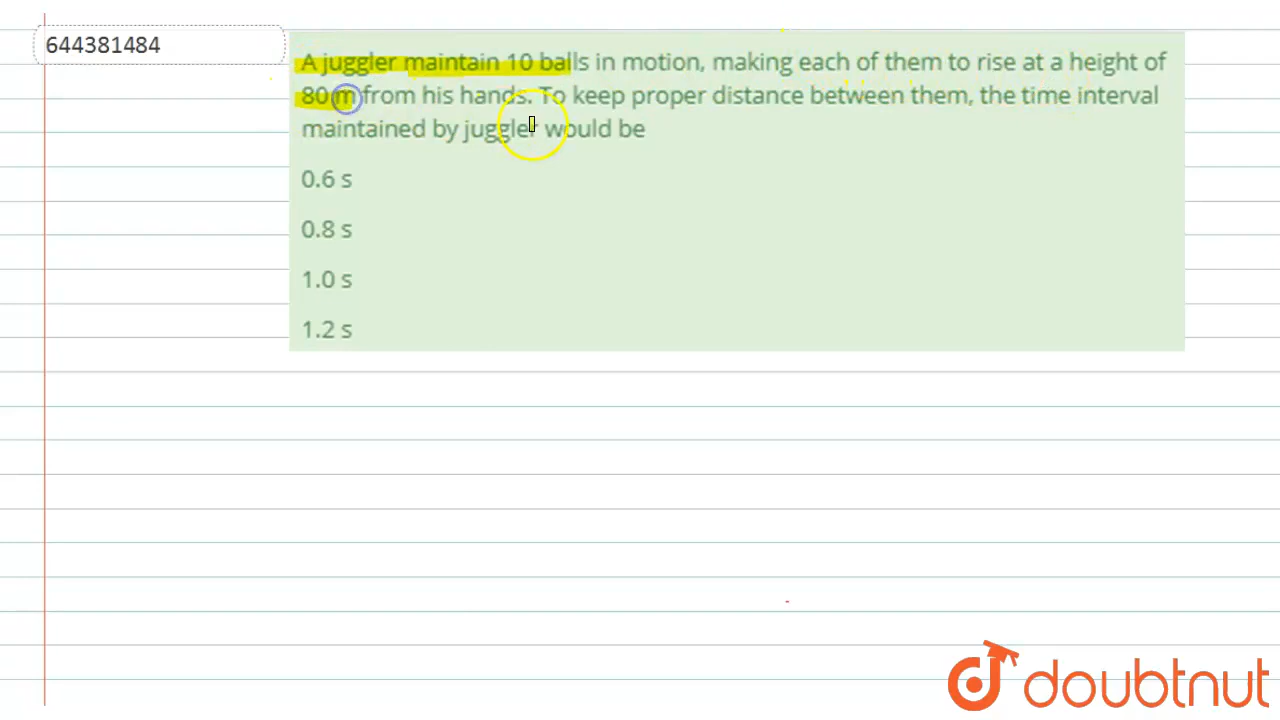 644381484
A juggler maintain 10 balls in motion, making each of them to rise at a height of
80 m from his hands. To keep proper distance between them, the time interval
maintained by juggler would be
0.6 s
0.8 s
1.0 s
1.2 s
doubtnut